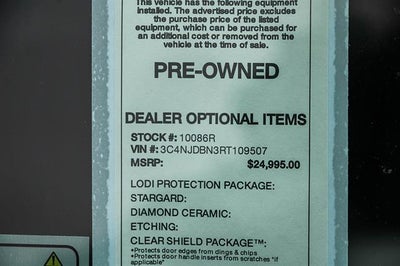 This vehicle has the following equipment
installed. The advertised price excludes
the purchase price of the listed
equipment, which can be purchased for
an additional cost or removed from the
vehicle at the time of sale.
PRE-OWNED
DEALER OPTIONAL ITEMS
STOCK #: 10086R
VIN #: 3C4NJDBN3RT109507
MSRP: $24,995.00
LODI PROTECTION PACKAGE:
STARGARD:
DIAMOND CERAMIC:
ETCHING:
CLEAR SHIELD PACKAGE™:
*Protects door edges from dings & chips
*Protects door handle inserts from scratches "if
applicable"